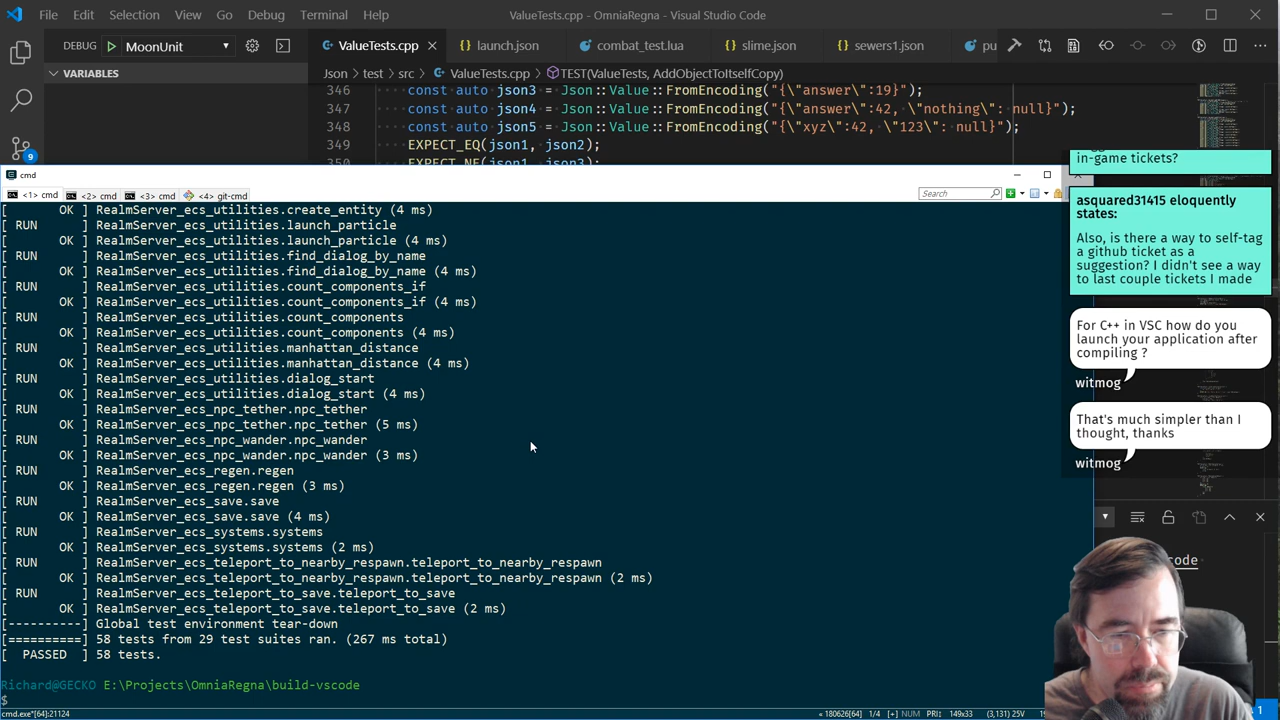 File Edit Selection View Go Debug Terminal Help ValueTests.cpp - OmniaRegna - Visual Studio Code
DEBUG MoonUnit ValueTests.cpp launch.json combat_test.lua slime.json sewers1.json pu
VARIABLES
Json > test > src > ValueTests.cpp > TEST(ValueTests, AddObjectToItselfCopy)
346 const auto json3 = Json::Value::FromEncoding("{\"answer\":19}");
347 const auto json4 = Json::Value::FromEncoding("{\"answer\":42, \"nothing\": null}");
348 const auto json5 = Json::Value::FromEncoding("{\"xyz\":42, \"123\": null}");
349 EXPECT_EQ(json1, json2);
350 EXPECT_NE(json1, json3);
9
cmd
<1> cmd <2> cmd <3> cmd <4> git-cmd Search
[ OK ] RealmServer_ecs_utilities.create_entity (4 ms)
[ RUN ] RealmServer_ecs_utilities.launch_particle
[ OK ] RealmServer_ecs_utilities.launch_particle (4 ms)
[ RUN ] RealmServer_ecs_utilities.find_dialog_by_name
[ OK ] RealmServer_ecs_utilities.find_dialog_by_name (4 ms)
[ RUN ] RealmServer_ecs_utilities.count_components_if
[ OK ] RealmServer_ecs_utilities.count_components_if (4 ms)
[ RUN ] RealmServer_ecs_utilities.count_components
[ OK ] RealmServer_ecs_utilities.count_components (4 ms)
[ RUN ] RealmServer_ecs_utilities.manhattan_distance
[ OK ] RealmServer_ecs_utilities.manhattan_distance (4 ms)
[ RUN ] RealmServer_ecs_utilities.dialog_start
[ OK ] RealmServer_ecs_utilities.dialog_start (4 ms)
[ RUN ] RealmServer_ecs_npc_tether.npc_tether
[ OK ] RealmServer_ecs_npc_tether.npc_tether (5 ms)
[ RUN ] RealmServer_ecs_npc_wander.npc_wander
[ OK ] RealmServer_ecs_npc_wander.npc_wander (3 ms)
[ RUN ] RealmServer_ecs_regen.regen
[ OK ] RealmServer_ecs_regen.regen (3 ms)
[ RUN ] RealmServer_ecs_save.save
[ OK ] RealmServer_ecs_save.save (4 ms)
[ RUN ] RealmServer_ecs_systems.systems
[ OK ] RealmServer_ecs_systems.systems (2 ms)
[ RUN ] RealmServer_ecs_teleport_to_nearby_respawn.teleport_to_nearby_respawn
[ OK ] RealmServer_ecs_teleport_to_nearby_respawn.teleport_to_nearby_respawn (2 ms)
[ RUN ] RealmServer_ecs_teleport_to_save.teleport_to_save
[ OK ] RealmServer_ecs_teleport_to_save.teleport_to_save (2 ms)
[----------] Global test environment tear-down
[==========] 58 tests from 29 test suites ran. (267 ms total)
[ PASSED ] 58 tests.
Richard@GECKO E:\Projects\OmniaRegna\build-vscode
$
cmd.exe*[64]:21124 « 180626[64] 1/4 [+] NUM PRI: 149x33 (3,131) 25V
in-game tickets?
asquared31415 eloquently
states:
Also, is there a way to self-tag
a github ticket as a
suggestion? I didn't see a way
to last couple tickets I made
For C++ in VSC how do you
launch your application after
compiling ?
witmog
That's much simpler than I
thought, thanks
witmog
code
1